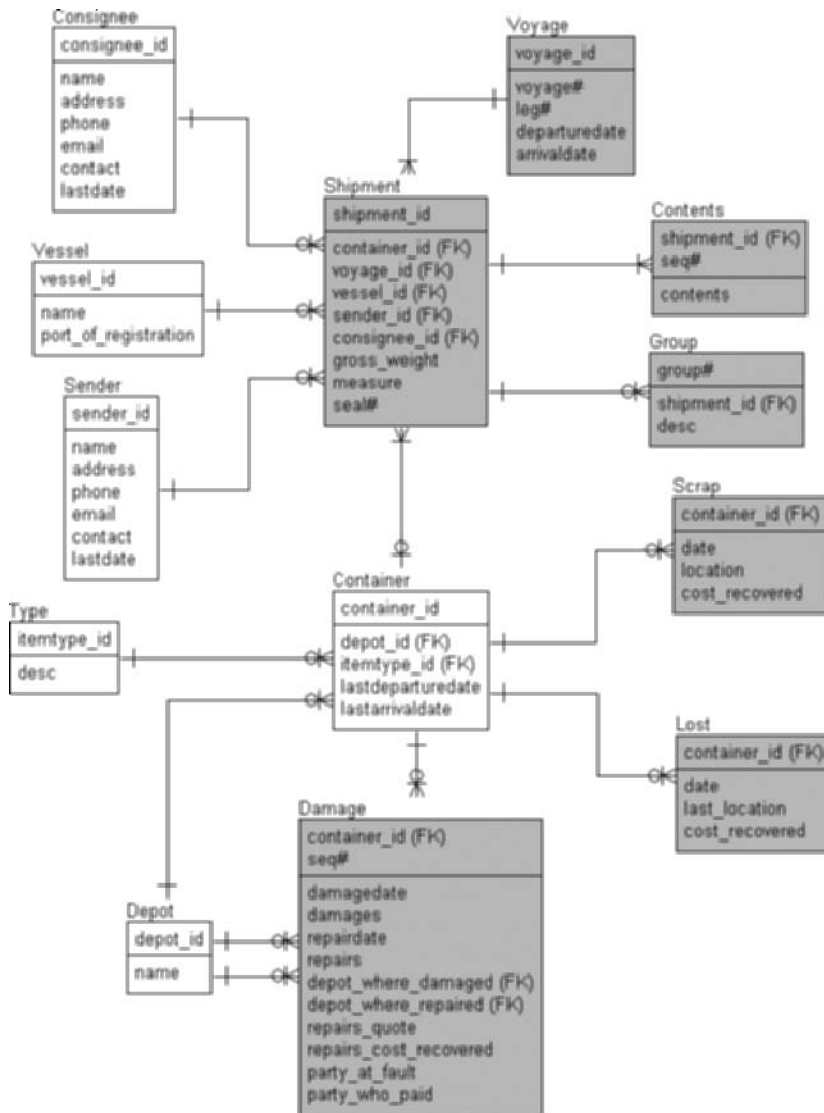 Consignee
consignee_id
name
address
phone
email
contact
lastdate
Voyage
voyage_id
voyage#
leg#
departuredate
arrivaldate
Shipment
shipment_id
container_id (FK)
voyage_id (FK)
vessel_id (FK)
sender_id (FK)
consignee_id (FK)
gross_weight
measure
seal#
Contents
shipment_id (FK)
seq#
contents
Vessel
vessel_id
name
port_of_registration
Group
group#
shipment_id (FK)
desc
Sender
sender_id
name
address
phone
email
contact
lastdate
Scrap
container_id (FK)
date
location
cost_recovered
Container
container_id
depot_id (FK)
itemtype_id (FK)
lastdeparturedate
lastarrivaldate
Type
itemtype_id
desc
Lost
container_id (FK)
date
last_location
cost_recovered
Damage
container_id (FK)
seq#
damagedate
damages
repairdate
repairs
depot_where_damaged (FK)
depot_where_repaired (FK)
repairs_quote
repairs_cost_recovered
party_at_fault
party_who_paid
Depot
depot_id
name